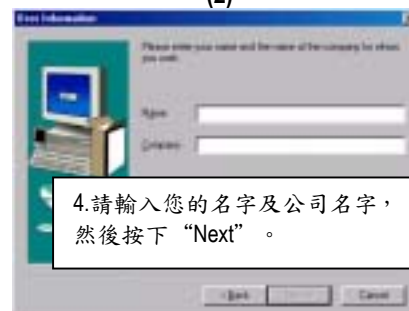 (2)
User Information
Please enter your name and the name of the company for whom
you work.
Name:
Company:
4.請輸入您的名字及公司名字，
然後按下“Next”。
< Back
Cancel